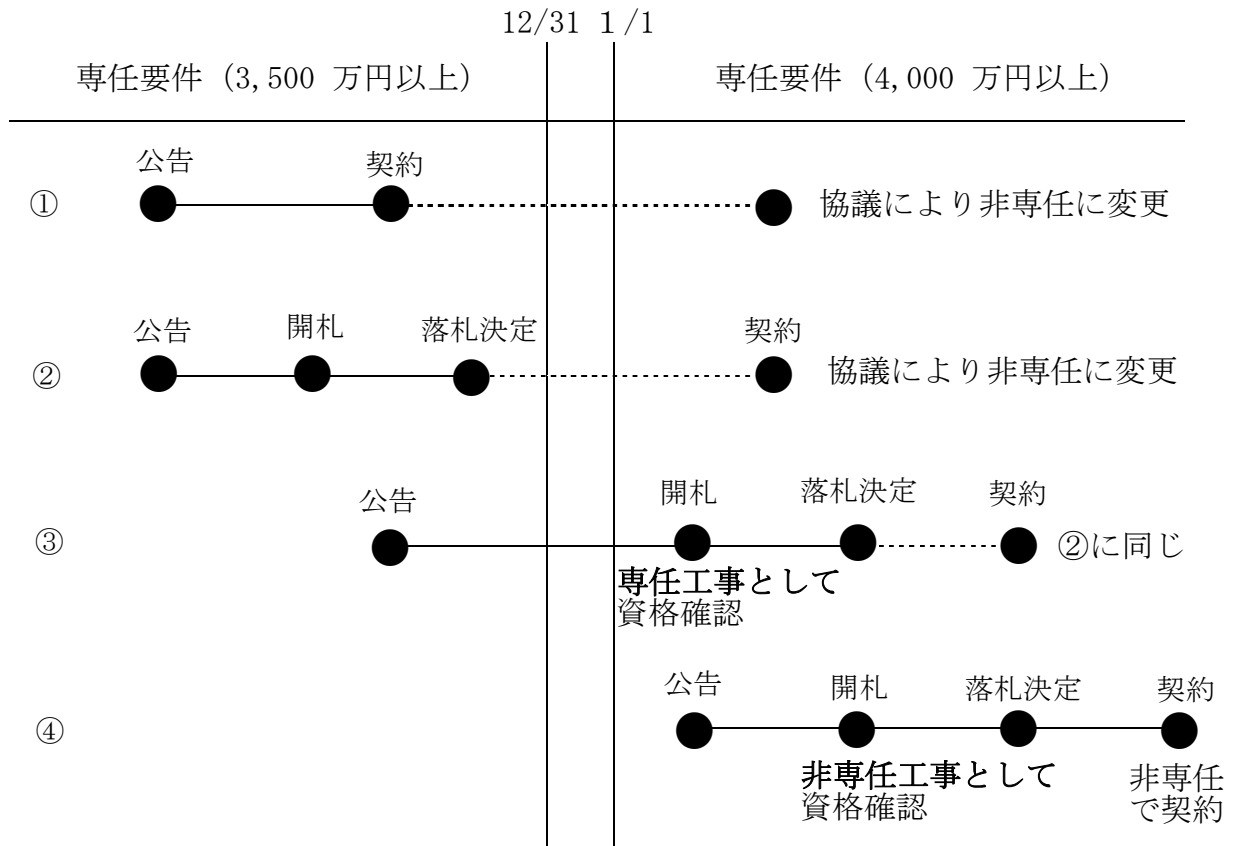 12/31 １/1
専任要件（3,500 万円以上）
専任要件（4,000 万円以上）
公告
契約
①
協議により非専任に変更
公告
開札
落札決定
契約
②
協議により非専任に変更
公告
開札
落札決定
契約
③
②に同じ
専任工事として
資格確認
公告
開札
落札決定
契約
④
非専任工事として
資格確認
非専任
で契約